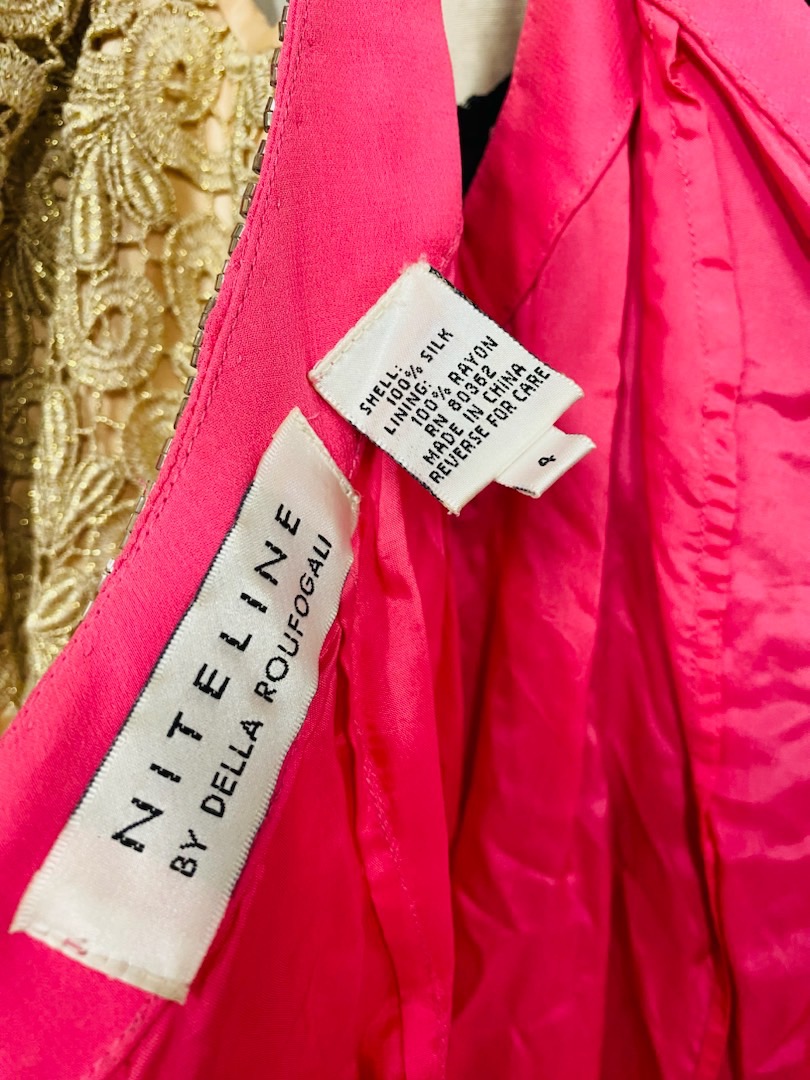 NITELINE
BY DELLA ROUFOGALI
SHELL:
100% SILK
LINING:
100% RAYON
RN 80362
MADE IN CHINA
REVERSE FOR CARE
4